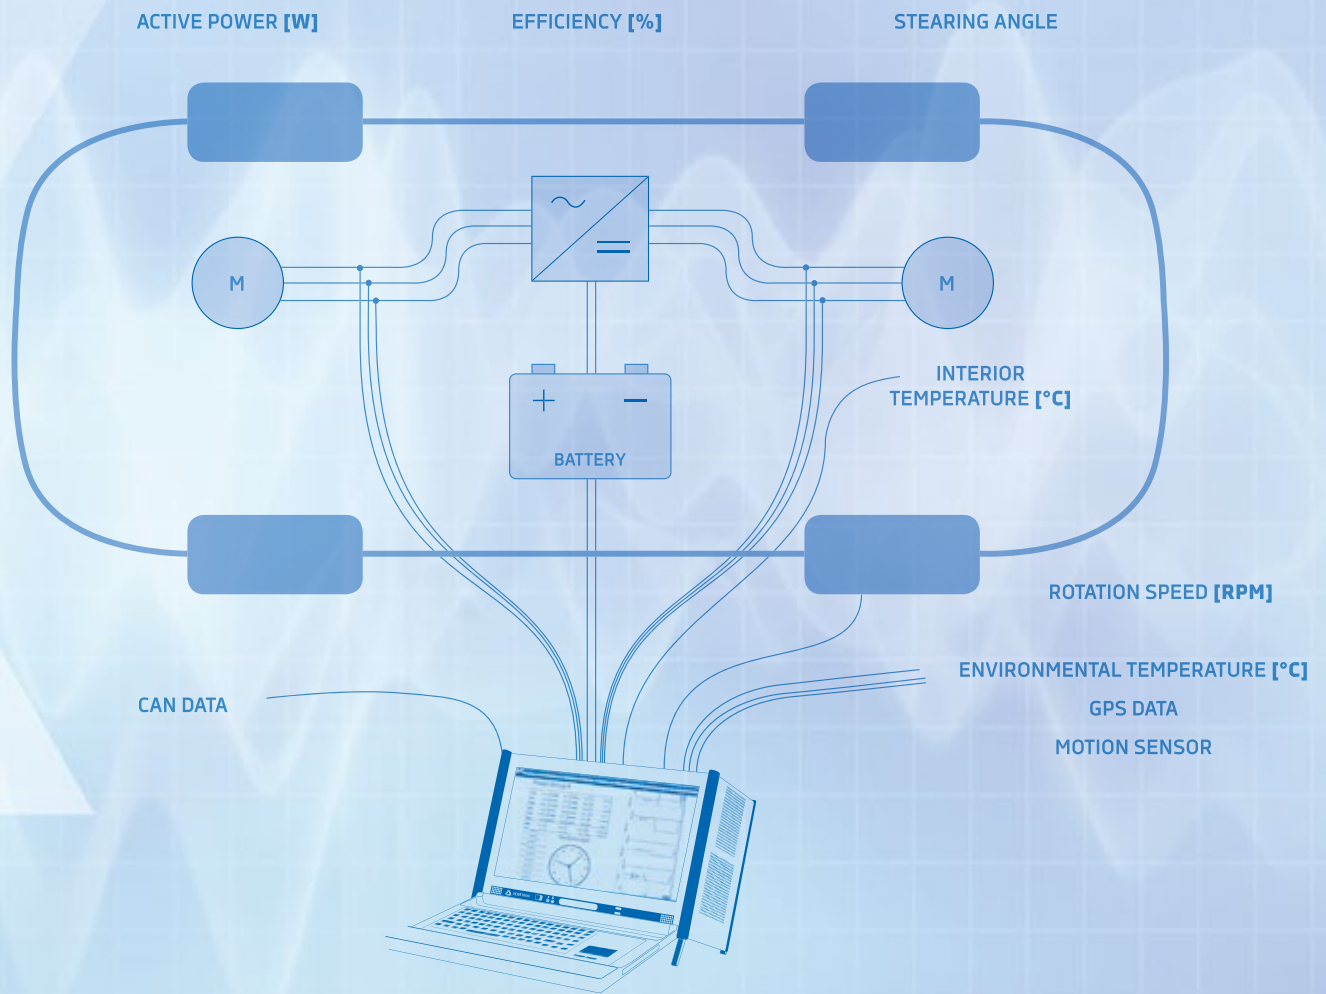 ACTIVE POWER [W]
EFFICIENCY [%]
STEARING ANGLE
M
M
INTERIOR
TEMPERATURE [°C]
BATTERY
ROTATION SPEED [RPM]
ENVIRONMENTAL TEMPERATURE [°C]
CAN DATA
GPS DATA
MOTION SENSOR